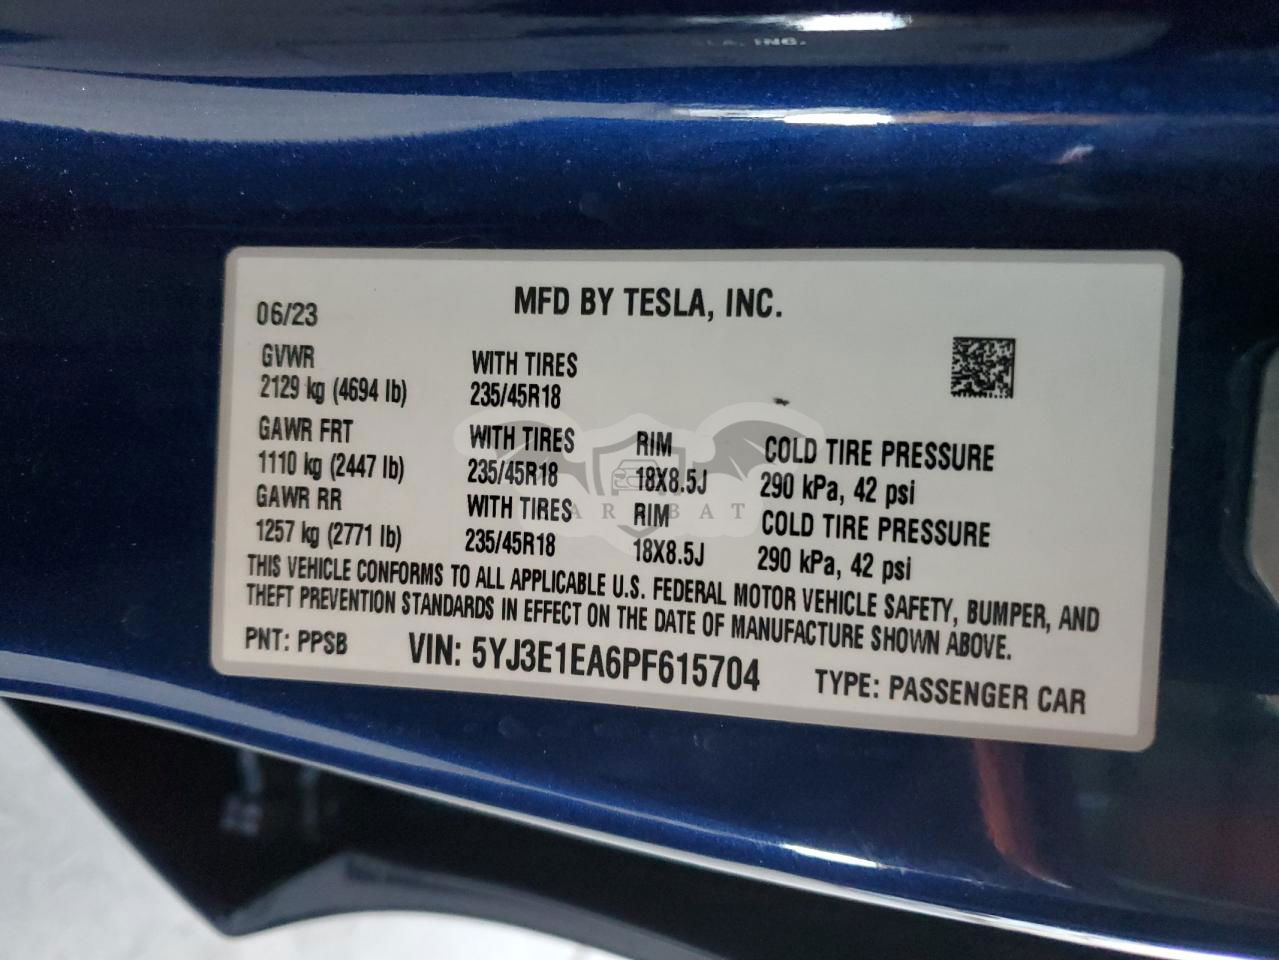 TESLA, INC.
MFD BY TESLA, INC.
06/23
GVWR
2129 kg (4694 lb)
WITH TIRES
235/45R18
GAWR FRT
1110 kg (2447 lb)
WITH TIRES
235/45R18
RIM
18X8.5J
COLD TIRE PRESSURE
290 kPa, 42 psi
GAWR RR
1257 kg (2771 lb)
WITH TIRES
235/45R18
RIM
18X8.5J
COLD TIRE PRESSURE
290 kPa, 42 psi
THIS VEHICLE CONFORMS TO ALL APPLICABLE U.S. FEDERAL MOTOR VEHICLE SAFETY, BUMPER, AND
THEFT PREVENTION STANDARDS IN EFFECT ON THE DATE OF MANUFACTURE SHOWN ABOVE.
PNT: PPSB
VIN: 5YJ3E1EA6PF615704
TYPE: PASSENGER CAR